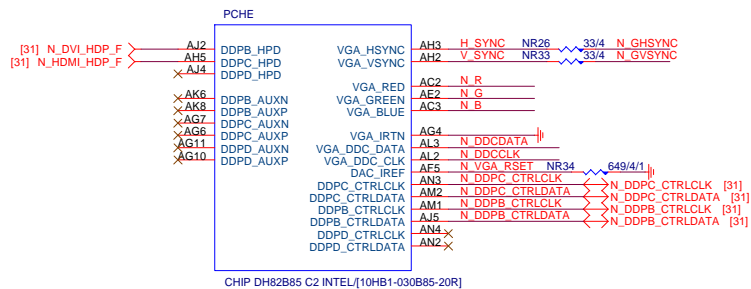 PCHE
[31] N_DVI_HDP_F AJ2 DDPB_HPD VGA_HSYNC AH3 H_SYNC NR26 33/4 N_GHSYNC
[31] N_HDMI_HDP_F AH5 DDPC_HPD VGA_VSYNC AH2 V_SYNC NR33 33/4 N_GVSYNC
AJ4 DDPD_HPD
VGA_RED AC2 N_R
AK6 DDPB_AUXN VGA_GREEN AE2 N_G
AK8 DDPB_AUXP VGA_BLUE AC3 N_B
AG7 DDPC_AUXN
AG6 DDPC_AUXP VGA_IRTN AG4
AG11 DDPD_AUXN VGA_DDC_DATA AL3 N_DDCDATA
AG10 DDPD_AUXP VGA_DDC_CLK AL2 N_DDCCLK
DAC_IREF AF5 N_VGA_RSET NR34 649/4/1
DDPC_CTRLCLK AN3 N_DDPC_CTRLCLK N_DDPC_CTRLCLK [31]
DDPC_CTRLDATA AM2 N_DDPC_CTRLDATA N_DDPC_CTRLDATA [31]
DDPB_CTRLCLK AM1 N_DDPB_CTRLCLK N_DDPB_CTRLCLK [31]
DDPB_CTRLDATA AJ5 N_DDPB_CTRLDATA N_DDPB_CTRLDATA [31]
DDPD_CTRLCLK AN4
DDPD_CTRLDATA AN2
CHIP DH82B85 C2 INTEL/[10HB1-030B85-20R]